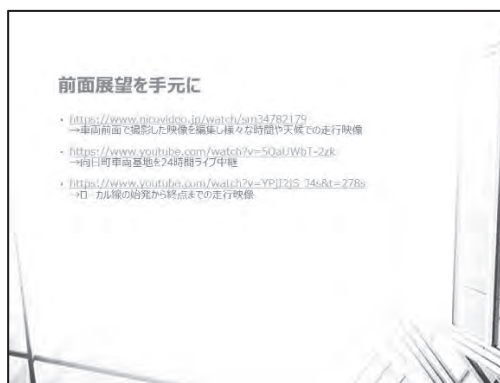 前面展望を手元に
・https://www.nicovideo.jp/watch/sm34782179
→車両前面で撮影した映像を編集し様々な時間や天候での走行映像
・https://www.youtube.com/watch?v=5QaUWbT-2zk
→向日町車両基地を24時間ライブ中継
・https://www.youtube.com/watch?v=YPjI2jS_J4s&t=278s
→ローカル線の始発から終点までの走行映像